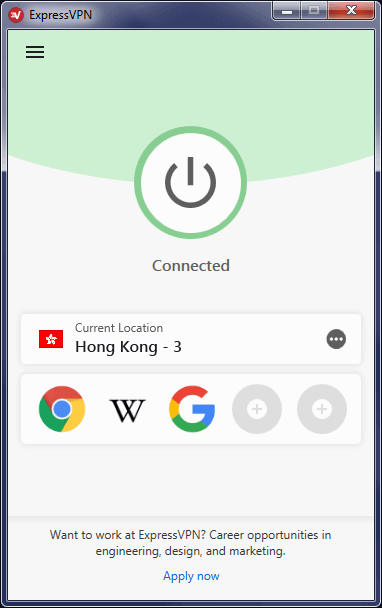 ExpressVPN
Connected
Current Location
Hong Kong - 3
W
G
Want to work at ExpressVPN? Career opportunities in
engineering, design, and marketing.
Apply now